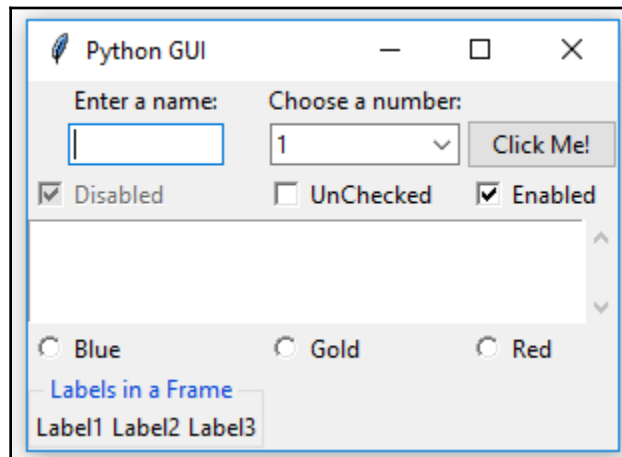 Python GUI
Enter a name: Choose a number:
1 Click Me!
Disabled UnChecked Enabled
Blue Gold Red
Labels in a Frame
Label1 Label2 Label3